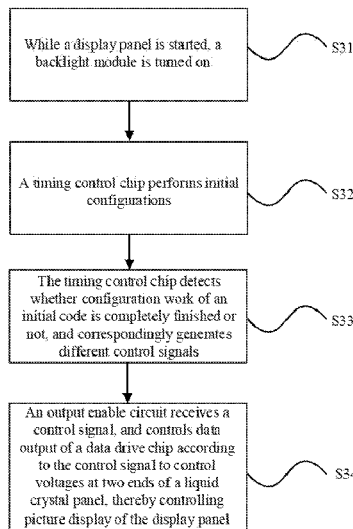 While a display panel is started, a
backlight module is turned on
S31
A timing control chip performs initial
configurations
S32
The timing control chip detects
whether configuration work of an
initial code is completely finished or
not, and correspondingly generates
different control signals
S33
An output enable circuit receives a
control signal, and controls data
output of a data drive chip according
to the control signal to control
voltages at two ends of a liquid
crystal panel, thereby controlling
picture display of the display panel
S34